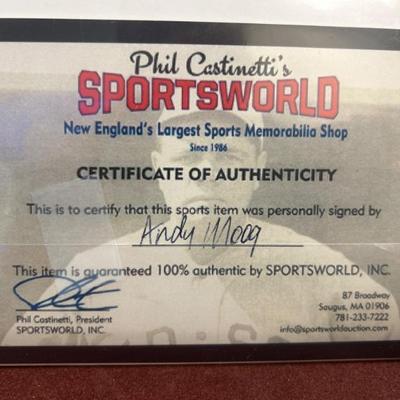 Phil Castinetti's
SPORTSWORLD
New England's Largest Sports Memorabilia Shop
Since 1986
CERTIFICATE OF AUTHENTICITY
This is to certify that this sports item was personally signed by
Andy Moog
This item is guaranteed 100% authentic by SPORTSWORLD, INC.
Phil Castinetti, President
SPORTSWORLD, INC.
87 Broadway
Saugus, MA 01906
781-233-7222
info@sportsworldauction.com